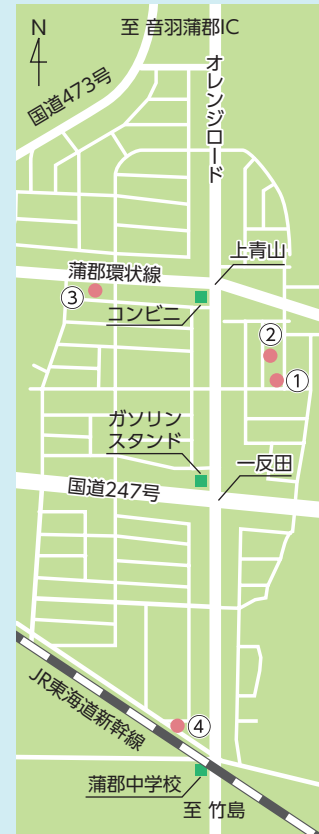 N
至 音羽蒲郡IC
国道473号
オレンジロード
上青山
蒲郡環状線
③
コンビニ
②
①
ガソリン
スタンド
一反田
国道247号
JR東海道新幹線
④
蒲郡中学校
至 竹島